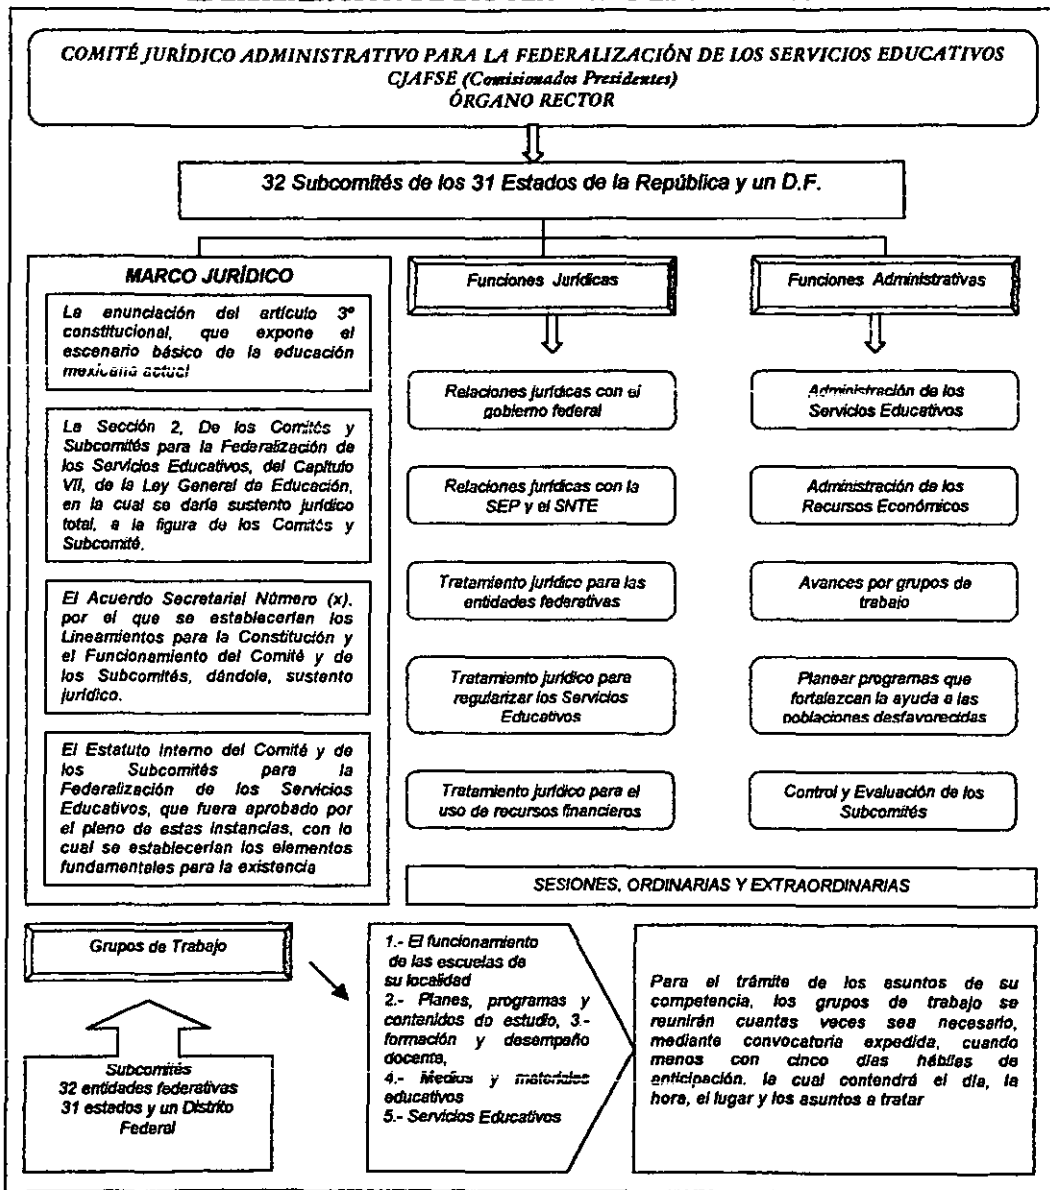 COMITÉ JURÍDICO ADMINISTRATIVO PARA LA FEDERALIZACIÓN DE LOS SERVICIOS EDUCATIVOS
CJAFSE (Comisionados Presidentes)
ÓRGANO RECTOR
32 Subcomités de los 31 Estados de la República y un D.F.
MARCO JURÍDICO
La enunciación del artículo 3º
constitucional, que expone el
escenario básico de la educación
mexicana actual
La Sección 2, De los Comités y
Subcomités para la Federalización de
los Servicios Educativos, del Capítulo
VII, de la Ley General de Educación,
en la cual se daría sustento jurídico
total, a la figura de los Comités y
Subcomité.
El Acuerdo Secretarial Número (x),
por el que se establecerían los
Lineamientos para la Constitución y
el Funcionamiento del Comité y de
los Subcomités, dándole, sustento
jurídico.
El Estatuto Interno del Comité y de
los Subcomités para la
Federalización de los Servicios
Educativos, que fuera aprobado por
el pleno de estas instancias, con lo
cual se establecerían los elementos
fundamentales para la existencia
Funciones Jurídicas
Relaciones jurídicas con el
gobierno federal
Relaciones jurídicas con la
SEP y el SNTE
Tratamiento jurídico para las
entidades federativas
Tratamiento jurídico para
regularizar los Servicios
Educativos
Tratamiento jurídico para el
uso de recursos financieros
Funciones Administrativas
Administración de los
Servicios Educativos
Administración de los
Recursos Económicos
Avances por grupos de
trabajo
Planear programas que
fortalezcan la ayuda a las
poblaciones desfavorecidas
Control y Evaluación de los
Subcomités
SESIONES, ORDINARIAS Y EXTRAORDINARIAS
Grupos de Trabajo
Subcomités
32 entidades federativas
31 estados y un Distrito
Federal
1.- El funcionamiento
de las escuelas de
su localidad
2.- Planes, programas y
contenidos de estudio, 3.-
formación y desempeño
docente,
4.- Medios y materiales
educativos
5.- Servicios Educativos
Para el trámite de los asuntos de su
competencia, los grupos de trabajo se
reunirán cuantas veces sea necesario,
mediante convocatoria expedida, cuando
menos con cinco días hábiles de
anticipación, la cual contendrá el día, la
hora, el lugar y los asuntos a tratar